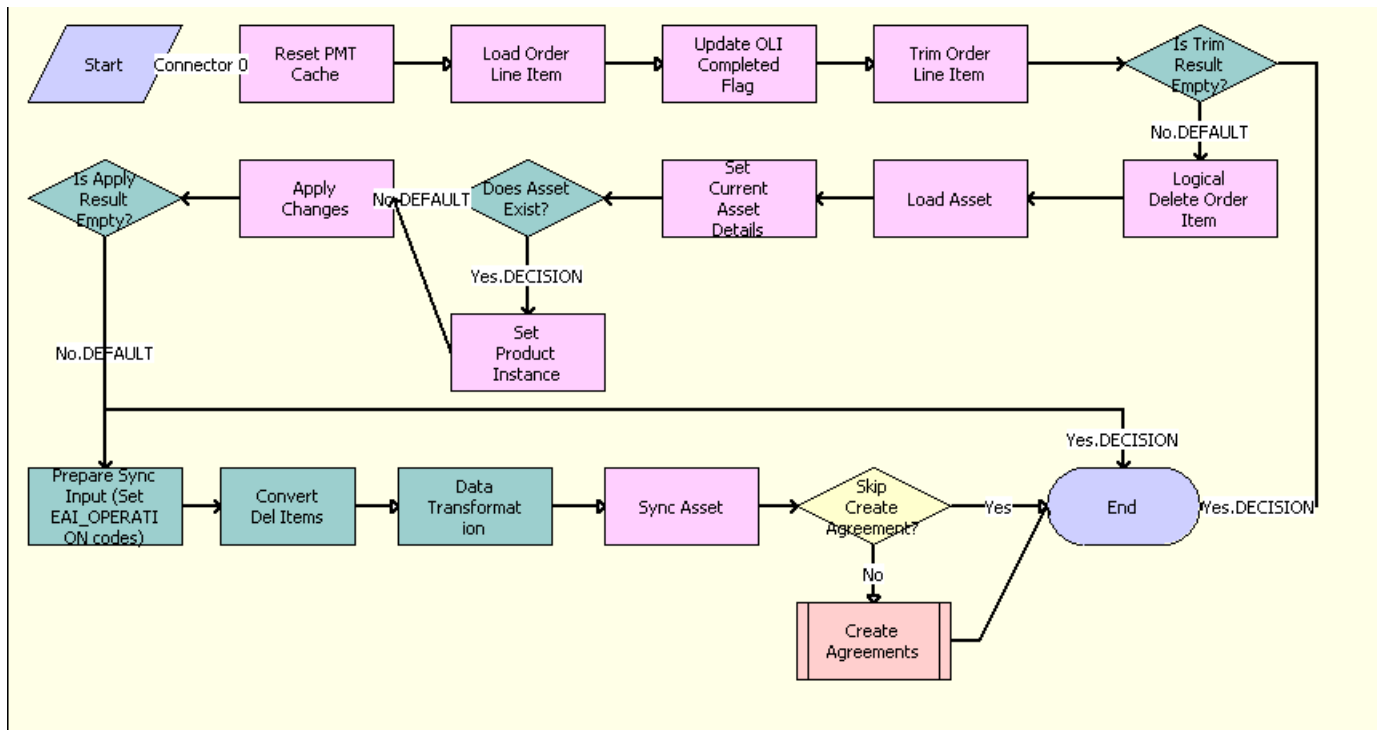 Start
Connector 0
Reset PMT
Cache
Load Order
Line Item
Update OLI
Completed
Flag
Trim Order
Line Item
Is Trim
Result
Empty?
No.DEFAULT
Is Apply
Result
Empty?
Apply
Changes
No.DEFAULT
Does Asset
Exist?
Set
Current
Asset
Details
Load Asset
Logical
Delete Order
Item
Yes.DECISION
Set
Product
Instance
No.DEFAULT
Yes.DECISION
Prepare Sync
Input (Set
EAI_OPERATI
ON codes)
Convert
Del Items
Data
Transformat
ion
Sync Asset
Skip
Create
Agreement?
Yes
End
Yes.DECISION
No
Create
Agreements